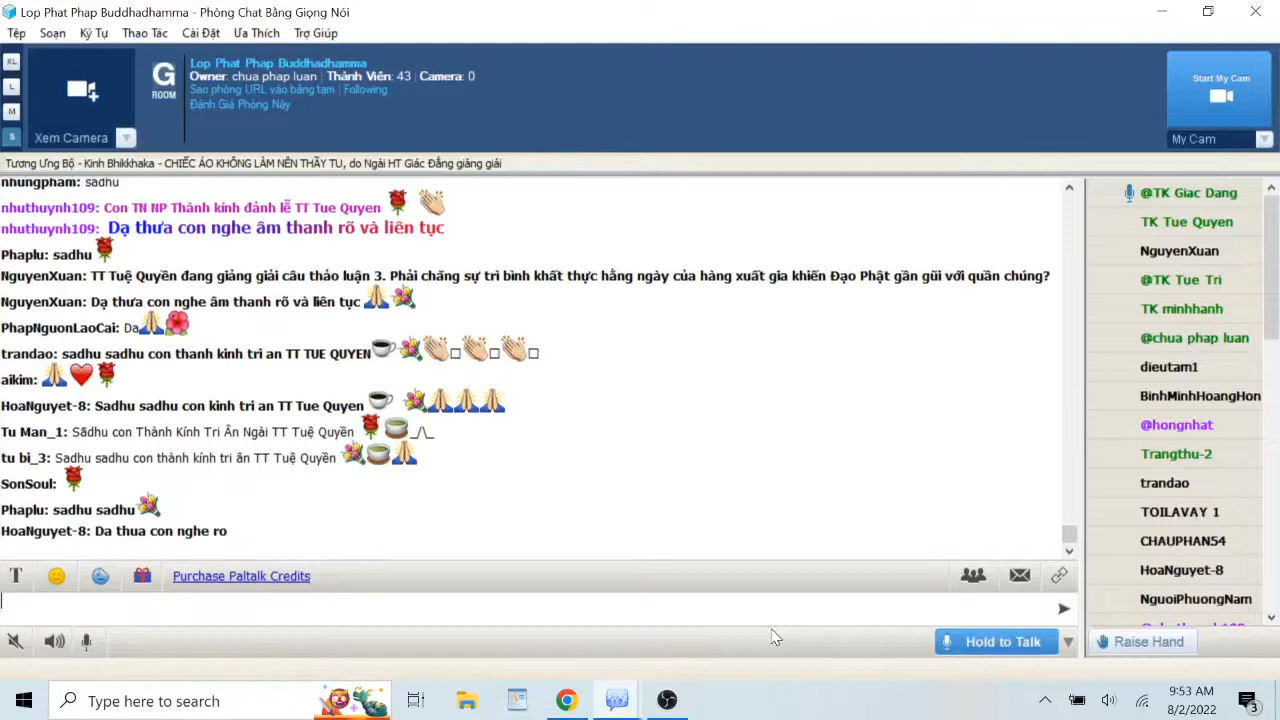 Lop Phat Phap Buddhadhamma - Phòng Chat Bằng Giọng Nói
Tệp Soạn Ký Tự Thao Tác Cài Đặt Ưa Thích Trợ Giúp
XL
L
M
S
Xem Camera
G
ROOM
Lop Phat Phap Buddhadhamma
Owner: chua phap luan | Thành Viên: 43 | Camera: 0
Sao phòng URL vào bảng tạm | Following
Đánh Giá Phòng Này
Start My Cam
My Cam
Tương Ưng Bộ - Kinh Bhikkhaka - CHIẾC ÁO KHÔNG LÀM NÊN THẦY TU, do Ngài HT Giác Đẳng giảng giải
nhungpham: sadhu
nhuthuynh109: Con TN NP Thành kính đảnh lễ TT Tue Quyen
nhuthuynh109: Dạ thưa con nghe âm thanh rõ và liên tục
Phaplu: sadhu
NguyenXuan: TT Tuệ Quyền đang giảng giải câu thảo luận 3. Phải chăng sự trì bình khất thực hằng ngày của hàng xuất gia khiến Đạo Phật gần gũi với quần chúng?
NguyenXuan: Dạ thưa con nghe âm thanh rõ và liên tục
PhapNguonLaoCai: Da
trandao: sadhu sadhu con thanh kinh tri an TT TUE QUYEN
aikim:
HoaNguyet-8: Sadhu sadhu con kinh tri an TT Tue Quyen
Tu Man_1: Sādhu con Thành Kính Tri Ân Ngài TT Tuệ Quyền _/\_
tu bi_3: Sadhu sadhu con thành kính tri ân TT Tuệ Quyền
SonSoul:
Phaplu: sadhu sadhu
HoaNguyet-8: Da thua con nghe ro
@TK Giac Dang
TK Tue Quyen
NguyenXuan
@TK Tue Tri
TK minhhanh
@chua phap luan
dieutam1
BinhMinhHoangHon
@hongnhat
Trangthu-2
trandao
TOILAVAY 1
CHAUPHAN54
HoaNguyet-8
NguoiPhuongNam
T
Purchase Paltalk Credits
Hold to Talk
Raise Hand
Type here to search
9:53 AM
8/2/2022
3